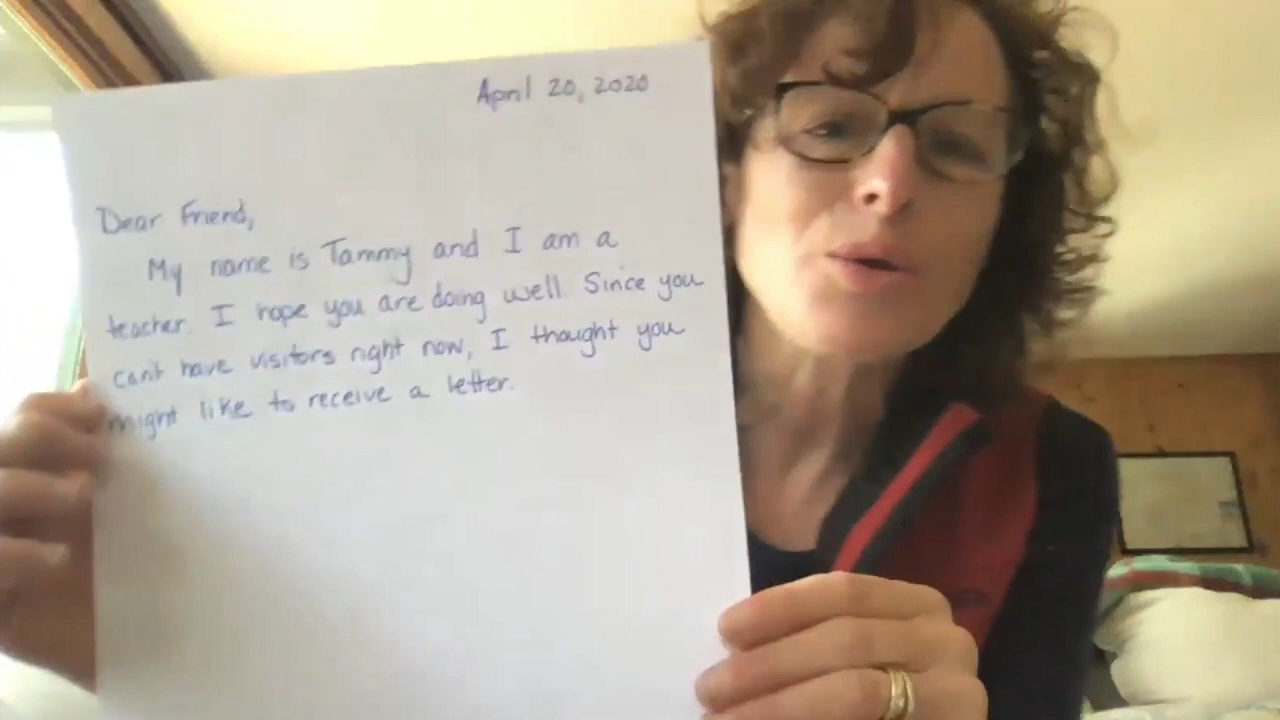 April 20, 2020
Dear Friend,
My name is Tammy and I am a
teacher. I hope you are doing well. Since you
can't have visitors right now, I thought you
might like to receive a letter.